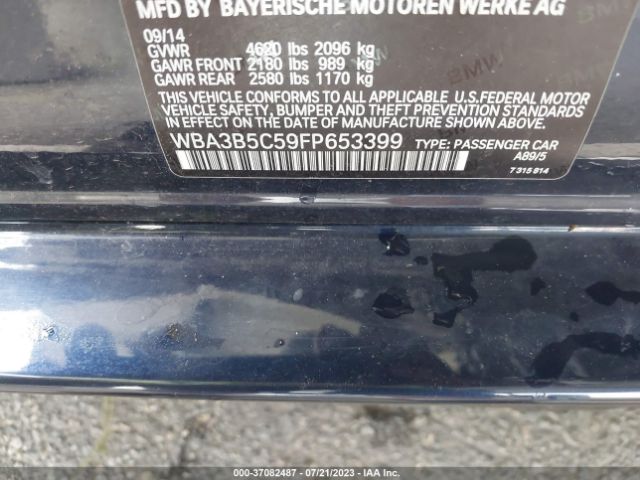 MFD BY BAYERISCHE MOTOREN WERKE AG
09/14
GVWR 4620 lbs 2096 kg
GAWR FRONT 2180 lbs 989 kg
GAWR REAR 2580 lbs 1170 kg
THIS VEHICLE CONFORMS TO ALL APPLICABLE U.S.FEDERAL MOTOR
VEHICLE SAFETY, BUMPER AND THEFT PREVENTION STANDARDS
IN EFFECT ON THE DATE OF MANUFACTURE SHOWN ABOVE.
WBA3B5C59FP653399 TYPE: PASSENGER CAR
A89/5
7 315 814
000-37082487 - 07/21/2023 - IAA Inc.